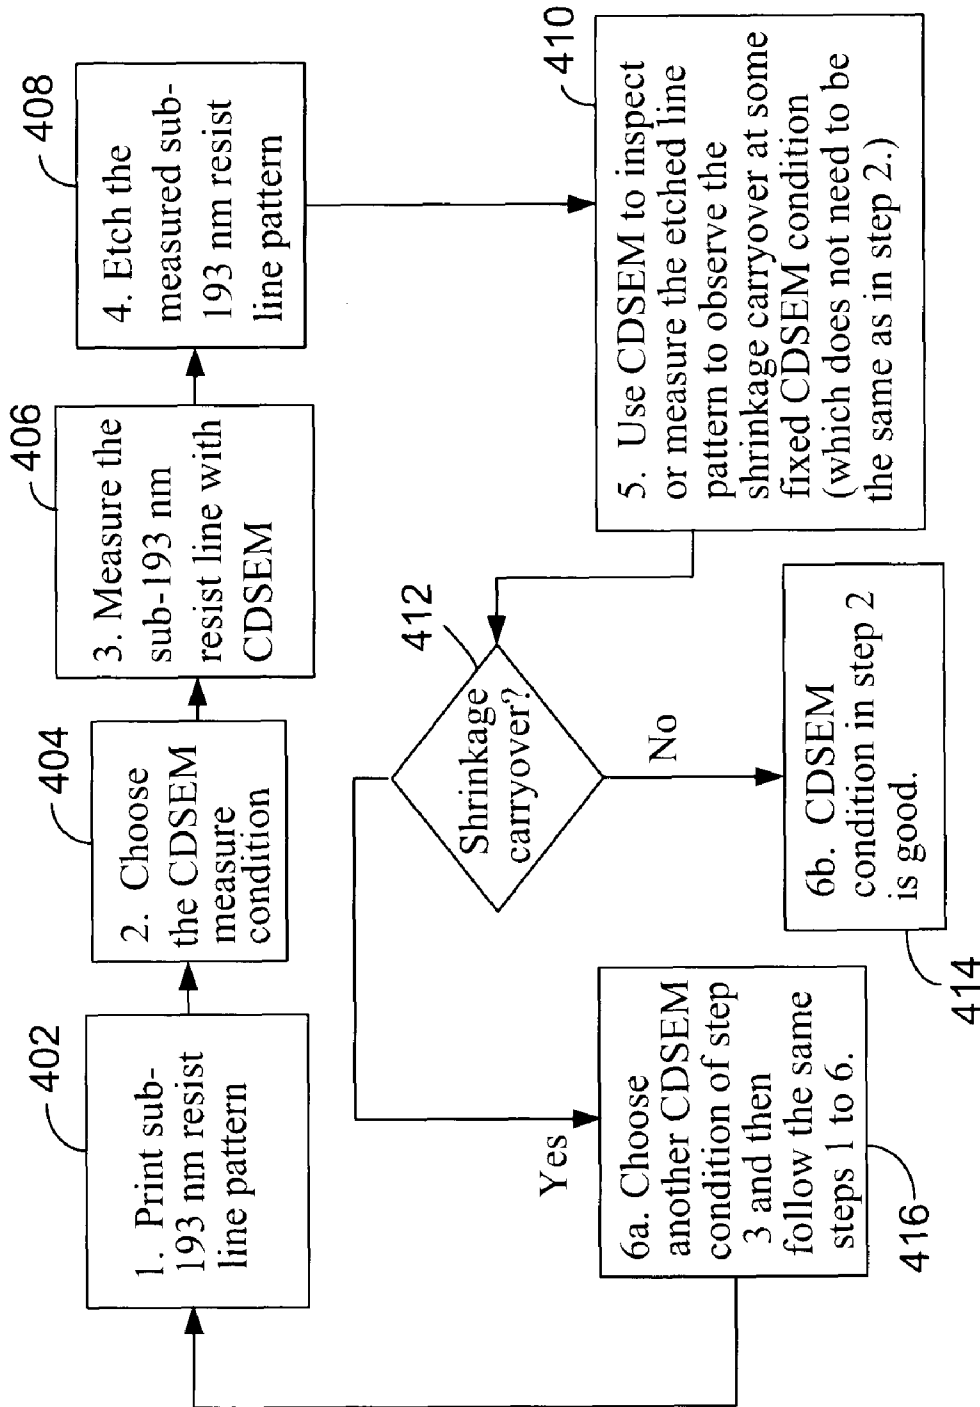 402
1. Print sub-
193 nm resist
line pattern
404
2. Choose
the CDSEM
measure
condition
406
3. Measure the
sub-193 nm
resist line with
CDSEM
408
4. Etch the
measured sub-
193 nm resist
line pattern
410
5. Use CDSEM to inspect
or measure the etched line
pattern to observe the
shrinkage carryover at some
fixed CDSEM condition
(which does not need to be
the same as in step 2.)
412
Shrinkage
carryover?
Yes
No
6a. Choose
another CDSEM
condition of step
3 and then
follow the same
steps 1 to 6.
416
6b. CDSEM
condition in step 2
is good.
414